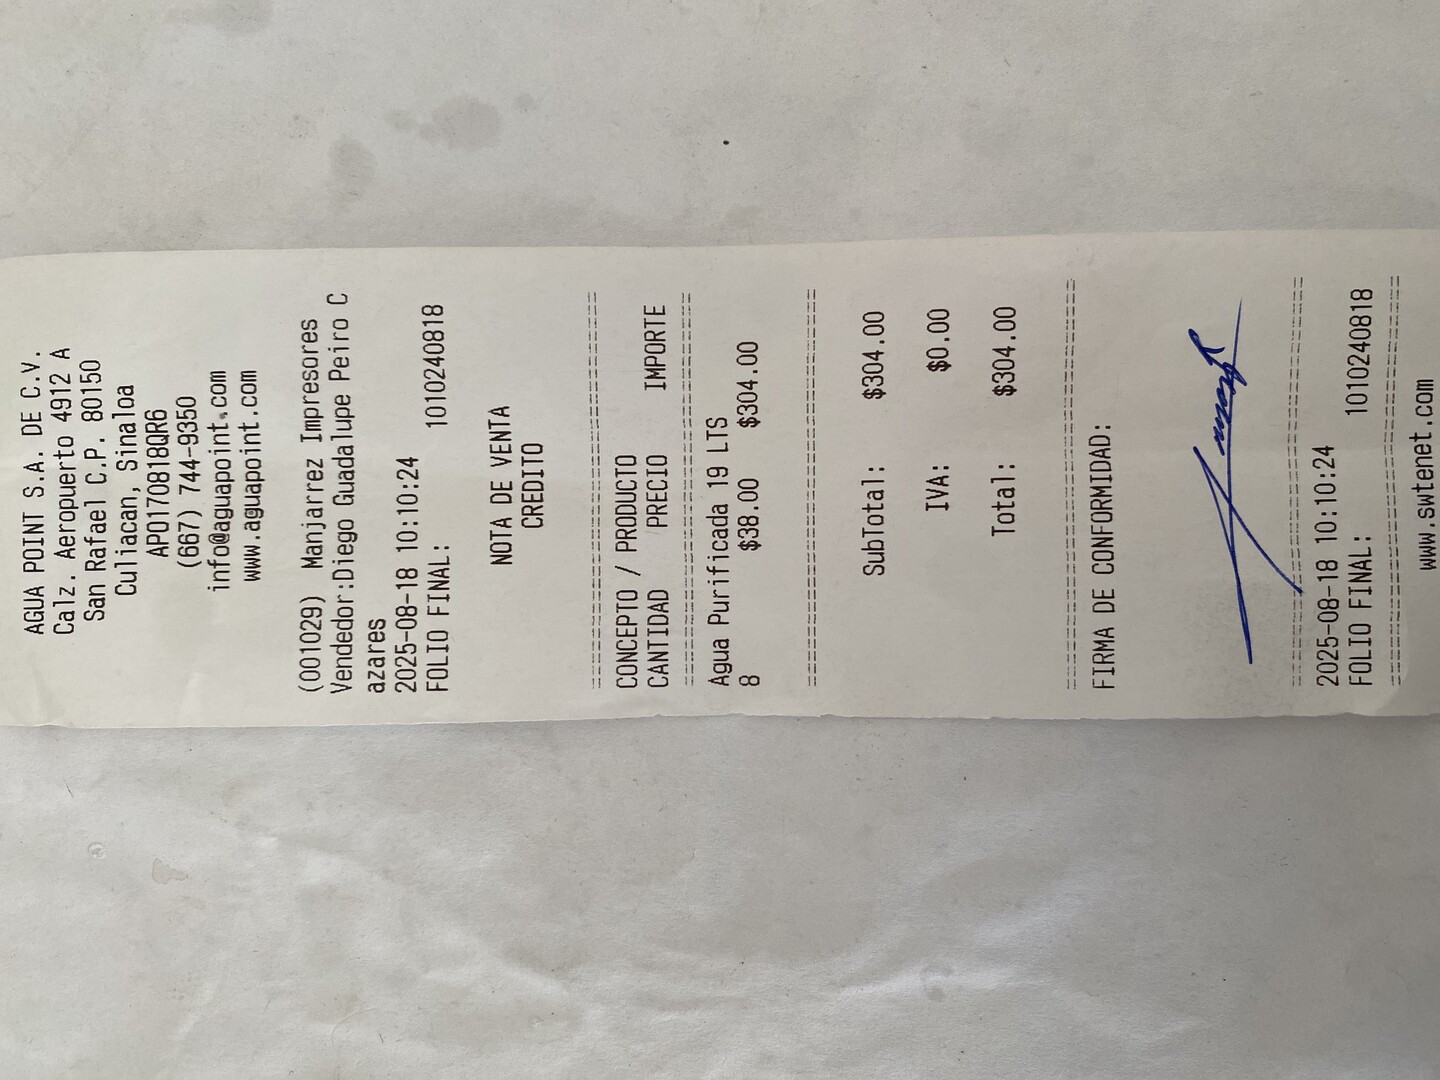 AGUA POINT S.A. DE C.V.
Calz. Aeropuerto 4912 A
San Rafael C.P. 80150
Culiacan, Sinaloa
APO170818QR6
(667) 744-9350
info@aguapoint.com
www.aguapoint.com
(001029) Manjarrez Impresores
Vendedor:Diego Guadalupe Peiro C
azares
2025-08-18 10:10:24
FOLIO FINAL: 1010240818
NOTA DE VENTA
CREDITO
CONCEPTO / PRODUCTO
CANTIDAD PRECIO IMPORTE
Agua Purificada 19 LTS
8 $38.00 $304.00
SubTotal: $304.00
IVA: $0.00
Total: $304.00
FIRMA DE CONFORMIDAD:
2025-08-18 10:10:24
FOLIO FINAL: 1010240818
www.swtenet.com